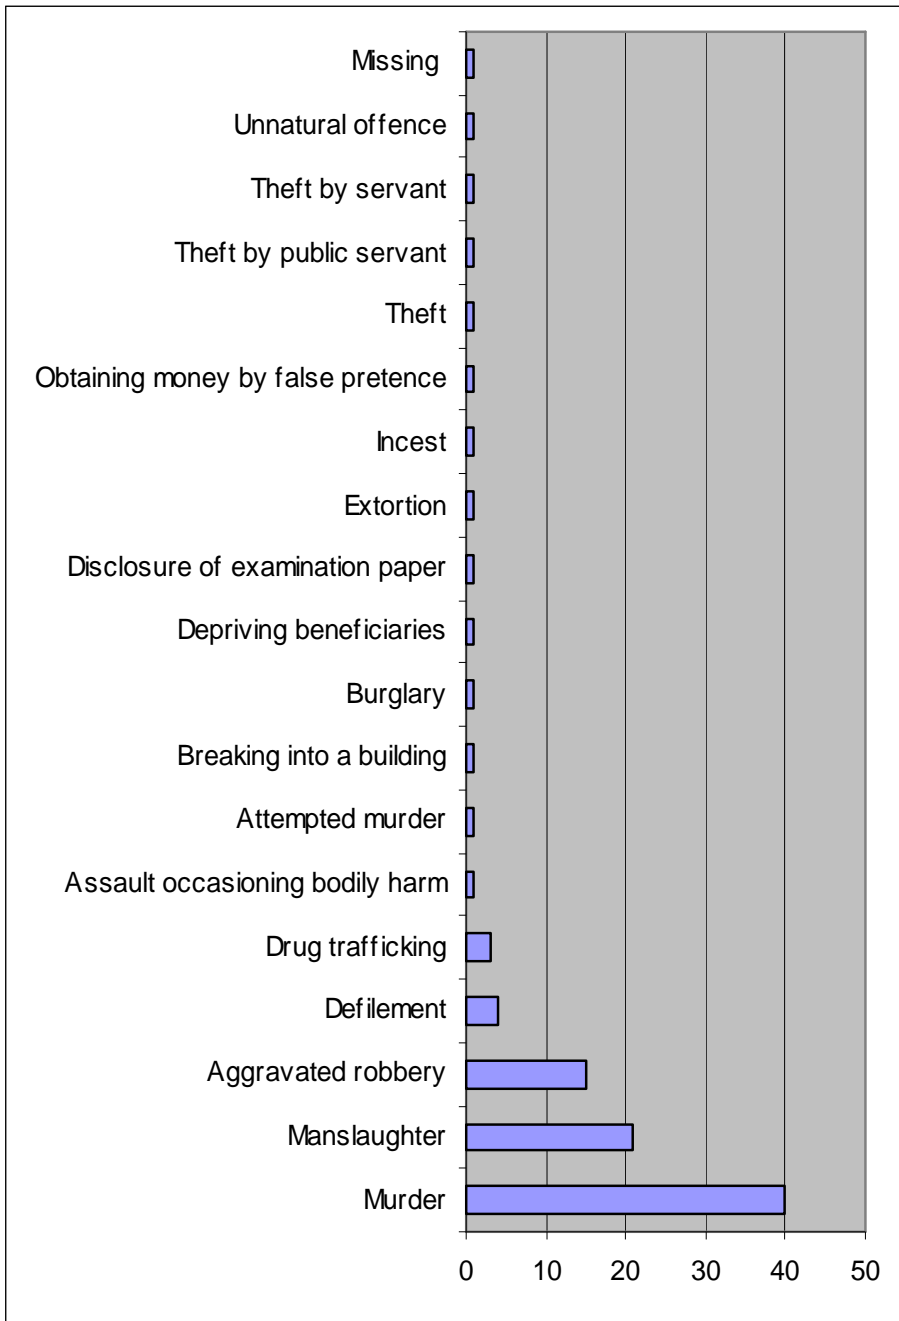 Missing
Unnatural offence
Theft by servant
Theft by public servant
Theft
Obtaining money by false pretence
Incest
Extortion
Disclosure of examination paper
Depriving beneficiaries
Burglary
Breaking into a building
Attempted murder
Assault occasioning bodily harm
Drug trafficking
Defilement
Aggravated robbery
Manslaughter
Murder
0 10 20 30 40 50